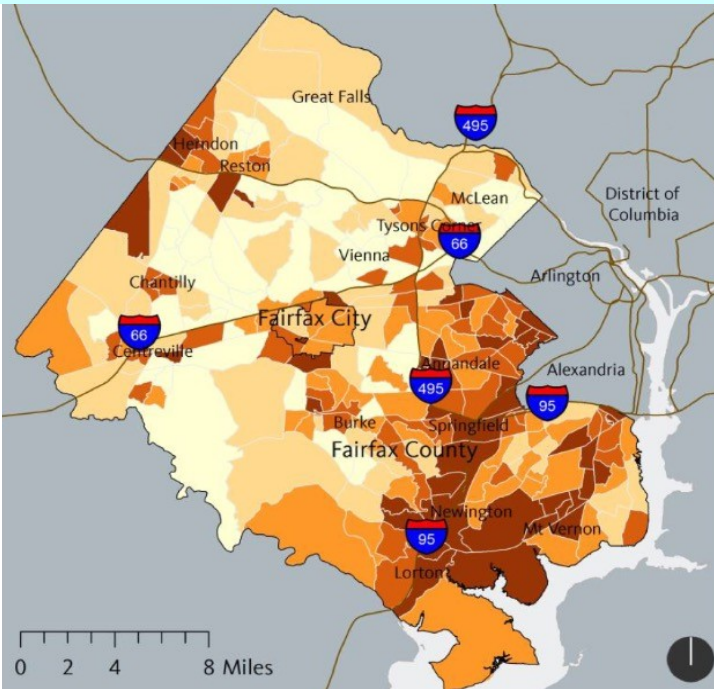 Great Falls
495
Herndon
Reston
McLean
District of
Columbia
Tysons Corner
66
Vienna
Arlington
Chantilly
Fairfax City
66
Centreville
Annandale
Alexandria
495
95
Burke
Springfield
Fairfax County
Newington
Mt Vernon
95
Lorton
0 2 4 8 Miles